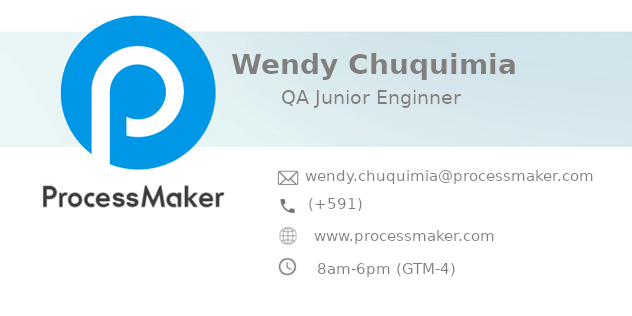 Wendy Chuquimia
QA Junior Enginner
ProcessMaker
wendy.chuquimia@processmaker.com
(+591)
www.processmaker.com
8am-6pm (GTM-4)